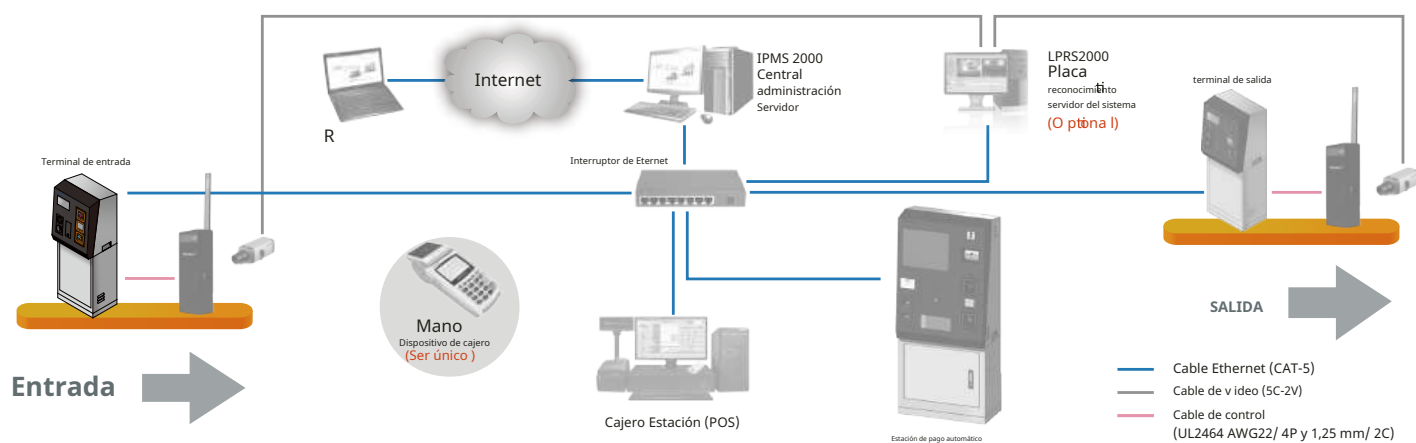 Internet
IPMS 2000
Central
administración
Servidor
LPRS2000
Placa
ti
reconocimiento
servidor del sistema
(O ptiona l)
terminal de salida
R
Terminal de entrada
Interruptor de Eternet
Mano
Dispositivo de cajero
(Ser único )
SALIDA
Entrada
Cajero Estación (POS)
Estación de pago automático
Cable Ethernet (CAT-5)
Cable de v ideo (5C-2V)
Cable de control
(UL2464 AWG22/ 4P y 1,25 mm/ 2C)